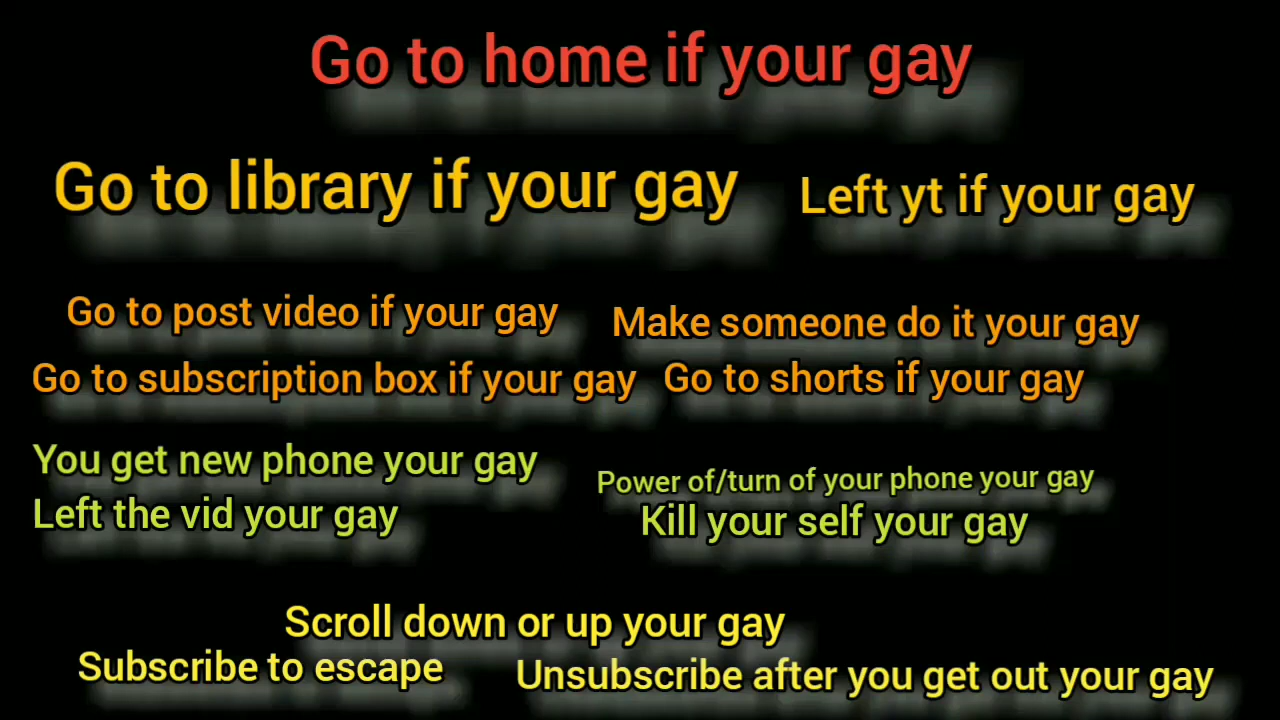 Go to home if your gay
Go to library if your gay
Left yt if your gay
Go to post video if your gay
Make someone do it your gay
Go to subscription box if your gay
Go to shorts if your gay
You get new phone your gay
Power of/turn of your phone your gay
Left the vid your gay
Kill your self your gay
Scroll down or up your gay
Subscribe to escape
Unsubscribe after you get out your gay